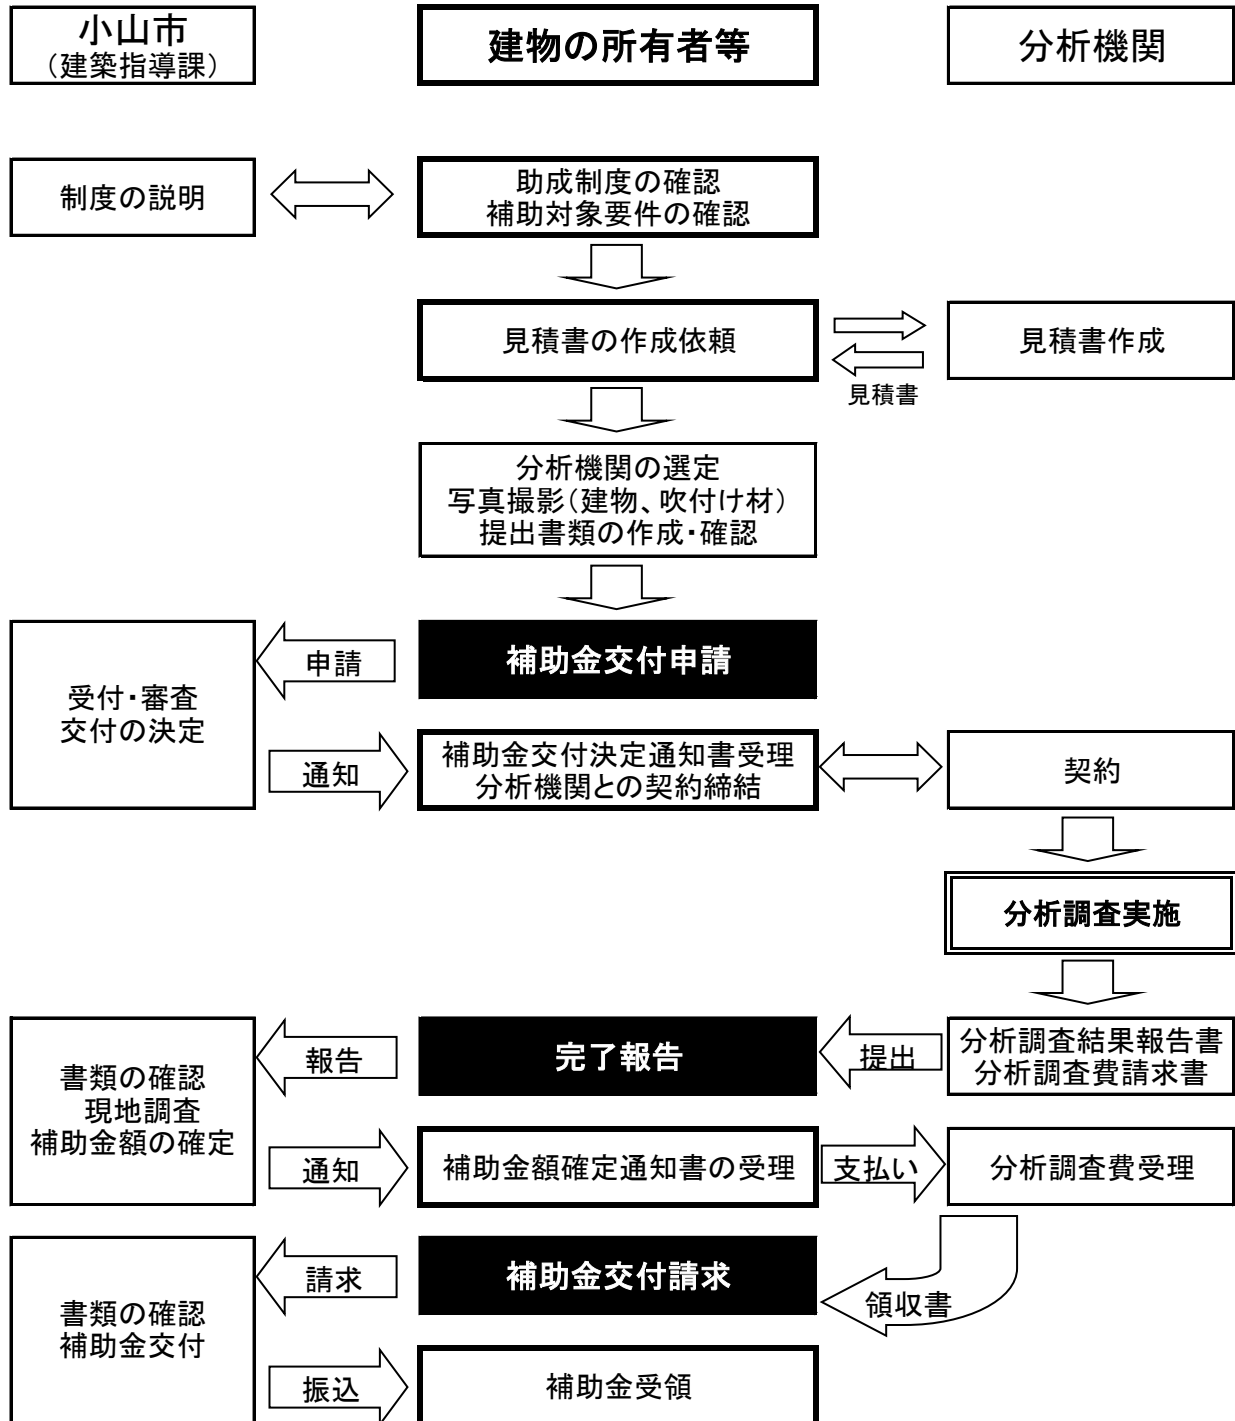 小山市
（建築指導課）
建物の所有者等
分析機関
制度の説明
助成制度の確認
補助対象要件の確認
見積書の作成依頼
見積書作成
見積書
分析機関の選定
写真撮影（建物、吹付け材）
提出書類の作成・確認
申請
補助金交付申請
受付・審査
交付の決定
通知
補助金交付決定通知書受理
分析機関との契約締結
契約
分析調査実施
報告
完了報告
提出
分析調査結果報告書
分析調査費請求書
書類の確認
現地調査
補助金額の確定
通知
補助金額確定通知書の受理
支払い
分析調査費受理
請求
補助金交付請求
領収書
書類の確認
補助金交付
振込
補助金受領